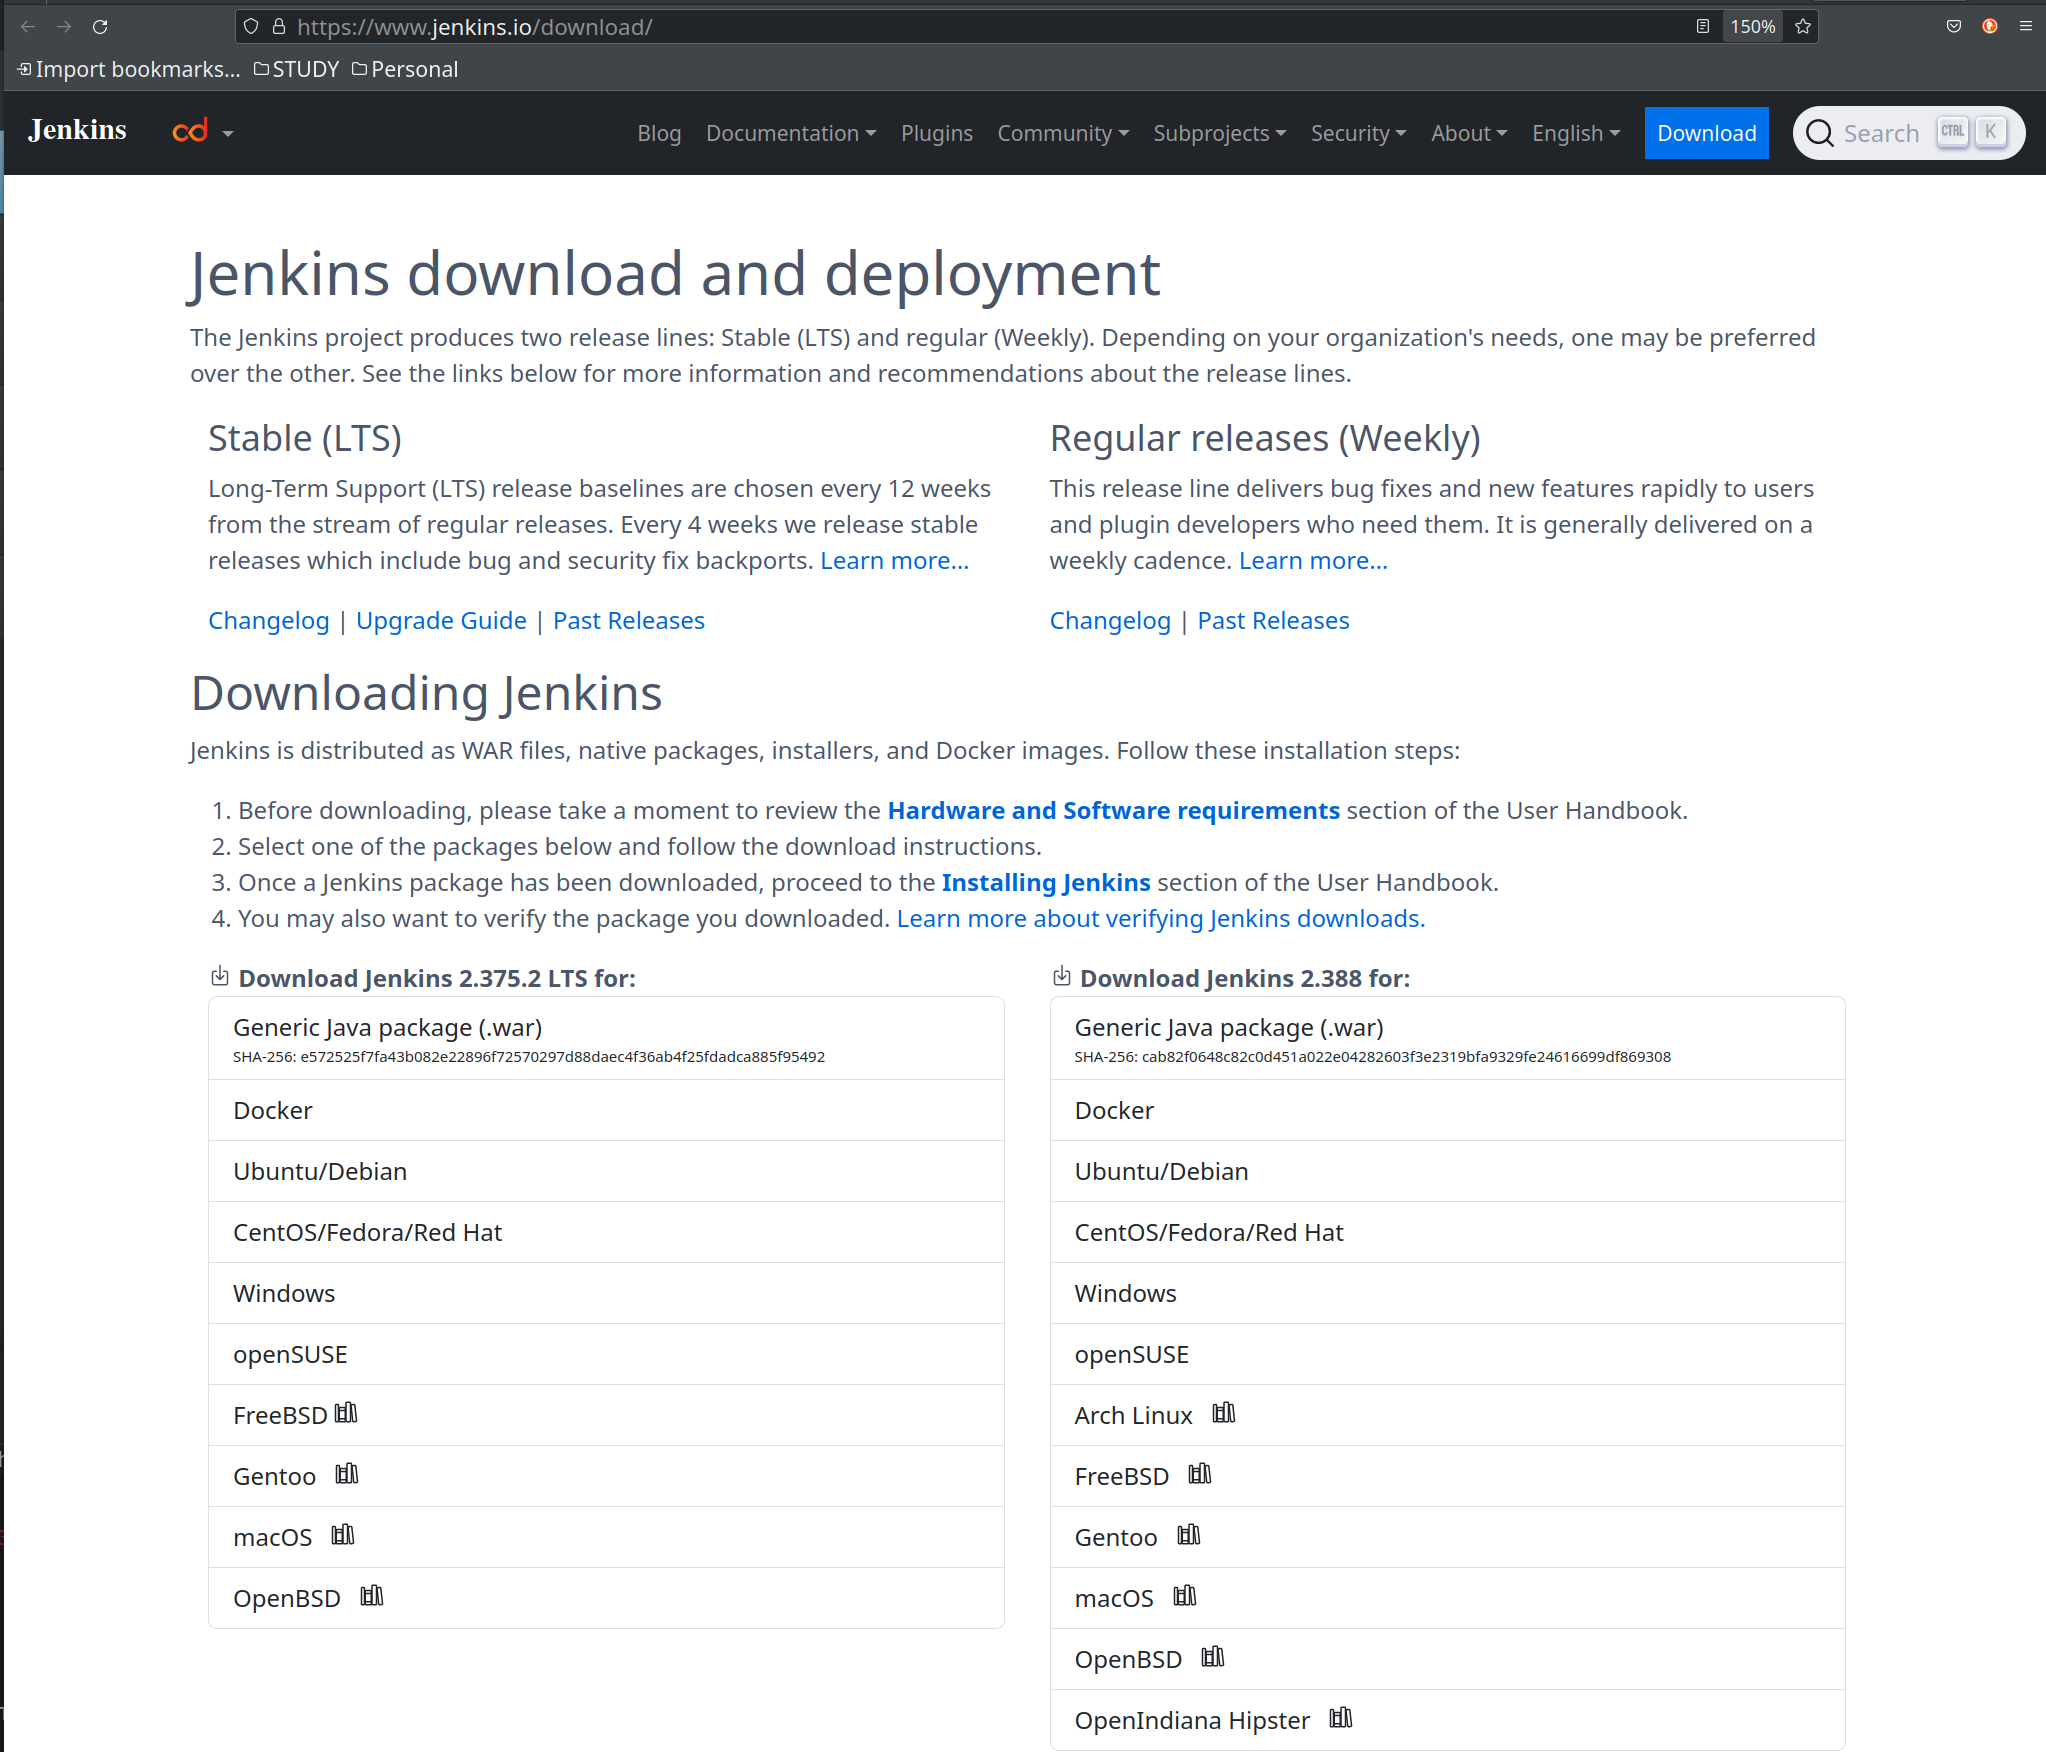 https://www.jenkins.io/download/
150%
Import bookmarks...
STUDY
Personal
Jenkins
cd
Blog
Documentation
Plugins
Community
Subprojects
Security
About
English
Download
Search
CTRL
K
Jenkins download and deployment
The Jenkins project produces two release lines: Stable (LTS) and regular (Weekly). Depending on your organization's needs, one may be preferred
over the other. See the links below for more information and recommendations about the release lines.
Stable (LTS)
Long-Term Support (LTS) release baselines are chosen every 12 weeks
from the stream of regular releases. Every 4 weeks we release stable
releases which include bug and security fix backports. Learn more...
Changelog | Upgrade Guide | Past Releases
Regular releases (Weekly)
This release line delivers bug fixes and new features rapidly to users
and plugin developers who need them. It is generally delivered on a
weekly cadence. Learn more...
Changelog | Past Releases
Downloading Jenkins
Jenkins is distributed as WAR files, native packages, installers, and Docker images. Follow these installation steps:
1. Before downloading, please take a moment to review the Hardware and Software requirements section of the User Handbook.
2. Select one of the packages below and follow the download instructions.
3. Once a Jenkins package has been downloaded, proceed to the Installing Jenkins section of the User Handbook.
4. You may also want to verify the package you downloaded. Learn more about verifying Jenkins downloads.
Download Jenkins 2.375.2 LTS for:
Generic Java package (.war)
SHA-256: e572525f7fa43b082e22896f72570297d88daec4f36ab4f25fdadca885f95492
Docker
Ubuntu/Debian
CentOS/Fedora/Red Hat
Windows
openSUSE
FreeBSD
Gentoo
macOS
OpenBSD
Download Jenkins 2.388 for:
Generic Java package (.war)
SHA-256: cab82f0648c82c0d451a022e04282603f3e2319bfa9329fe24616699df869308
Docker
Ubuntu/Debian
CentOS/Fedora/Red Hat
Windows
openSUSE
Arch Linux
FreeBSD
Gentoo
macOS
OpenBSD
OpenIndiana Hipster